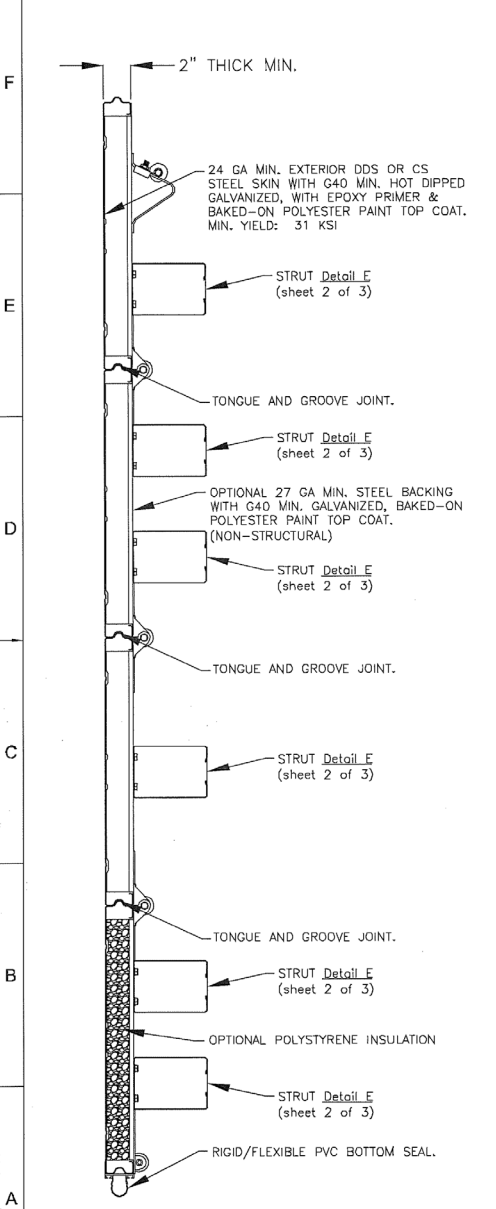 2" THICK MIN.
F
24 GA MIN. EXTERIOR DDS OR CS
STEEL SKIN WITH G40 MIN. HOT DIPPED
GALVANIZED, WITH EPOXY PRIMER &
BAKED-ON POLYESTER PAINT TOP COAT.
MIN. YIELD: 31 KSI
STRUT Detail E
(sheet 2 of 3)
E
TONGUE AND GROOVE JOINT.
STRUT Detail E
(sheet 2 of 3)
OPTIONAL 27 GA MIN. STEEL BACKING
WITH G40 MIN. GALVANIZED, BAKED-ON
POLYESTER PAINT TOP COAT.
(NON-STRUCTURAL)
D
STRUT Detail E
(sheet 2 of 3)
TONGUE AND GROOVE JOINT.
C
STRUT Detail E
(sheet 2 of 3)
TONGUE AND GROOVE JOINT.
B
STRUT Detail E
(sheet 2 of 3)
OPTIONAL POLYSTYRENE INSULATION
STRUT Detail E
(sheet 2 of 3)
RIGID/FLEXIBLE PVC BOTTOM SEAL.
A